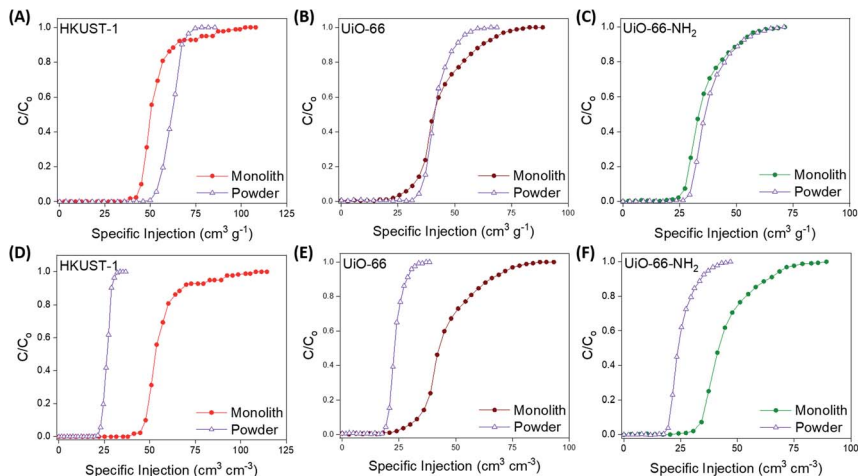 (A)
HKUST-1
1.0
0.8
0.6
0.4
0.2
0.0
C/Co
Monolith
Powder
0 25 50 75 100 125
Specific Injection (cm³ g⁻¹)
(B)
UiO-66
1.0
0.8
0.6
0.4
0.2
0.0
C/Co
Monolith
Powder
0 25 50 75 100
Specific Injection (cm³ g⁻¹)
(C)
UiO-66-NH₂
1.0
0.8
0.6
0.4
0.2
0.0
C/Co
Monolith
Powder
0 25 50 75 100
Specific Injection (cm³ g⁻¹)
(D)
HKUST-1
1.0
0.8
0.6
0.4
0.2
0.0
C/Co
Monolith
Powder
0 25 50 75 100 125
Specific Injection (cm³ cm⁻³)
(E)
UiO-66
1.0
0.8
0.6
0.4
0.2
0.0
C/Co
Monolith
Powder
0 25 50 75 100
Specific Injection (cm³ cm⁻³)
(F)
UiO-66-NH₂
1.0
0.8
0.6
0.4
0.2
0.0
C/Co
Monolith
Powder
0 25 50 75 100
Specific Injection (cm³ cm⁻³)